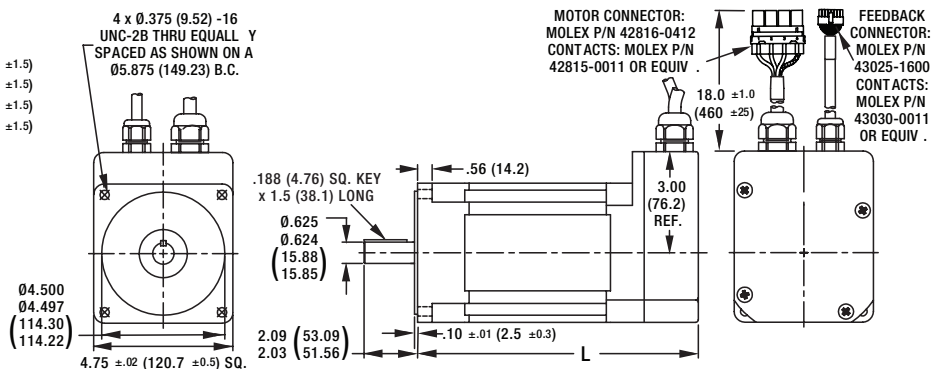 4 x Ø.375 (9.52) -16
UNC-2B THRU EQUALL Y
SPACED AS SHOWN ON A
Ø5.875 (149.23) B.C.
±1.5)
±1.5)
±1.5)
±1.5)
MOTOR CONNECTOR:
MOLEX P/N 42816-0412
CONTACTS: MOLEX P/N
42815-0011 OR EQUIV .
FEEDBACK
CONNECTOR:
MOLEX P/N
43025-1600
CONTACTS:
MOLEX P/N
43030-0011
OR EQUIV .
18.0 ±1.0
(460 ±25)
.56 (14.2)
.188 (4.76) SQ. KEY
x 1.5 (38.1) LONG
3.00
(76.2)
REF.
Ø.625
Ø.624
(15.88
15.85)
Ø4.500
Ø4.497
(114.30
114.22)
4.75 ±.02 (120.7 ±0.5) SQ.
2.09 (53.09)
2.03 (51.56)
.10 ±.01 (2.5 ±0.3)
L